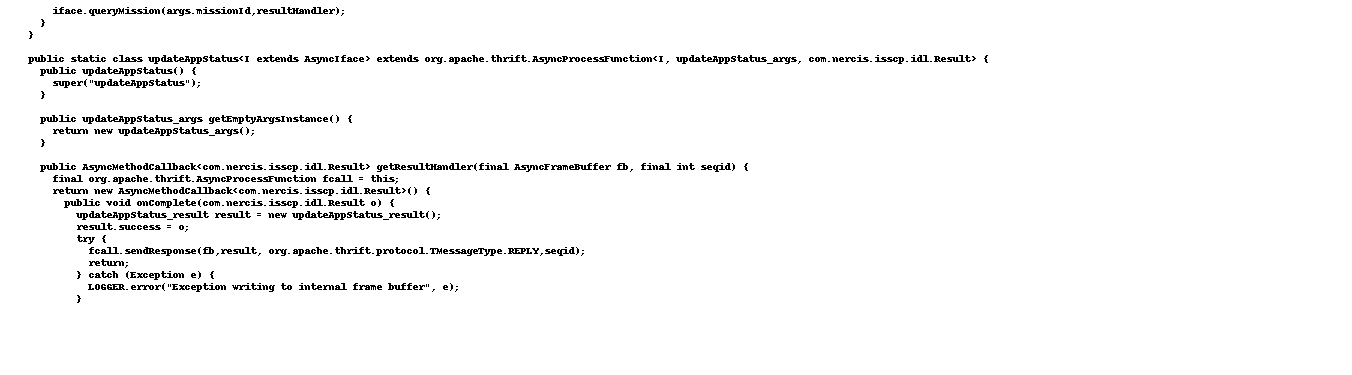 iface.queryMission(args.missionId,resultHandler);
}
}
public static class updateAppStatus<I extends AsyncIface> extends org.apache.thrift.AsyncProcessFunction<I, updateAppStatus_args, com.nercis.isscp.idl.Result> {
public updateAppStatus() {
super("updateAppStatus");
}
public updateAppStatus_args getEmptyArgsInstance() {
return new updateAppStatus_args();
}
public AsyncMethodCallback<com.nercis.isscp.idl.Result> getResultHandler(final AsyncFrameBuffer fb, final int seqid) {
final org.apache.thrift.AsyncProcessFunction fcall = this;
return new AsyncMethodCallback<com.nercis.isscp.idl.Result>() {
public void onComplete(com.nercis.isscp.idl.Result o) {
updateAppStatus_result result = new updateAppStatus_result();
result.success = o;
try {
fcall.sendResponse(fb,result, org.apache.thrift.protocol.TMessageType.REPLY,seqid);
return;
} catch (Exception e) {
LOGGER.error("Exception writing to internal frame buffer", e);
}